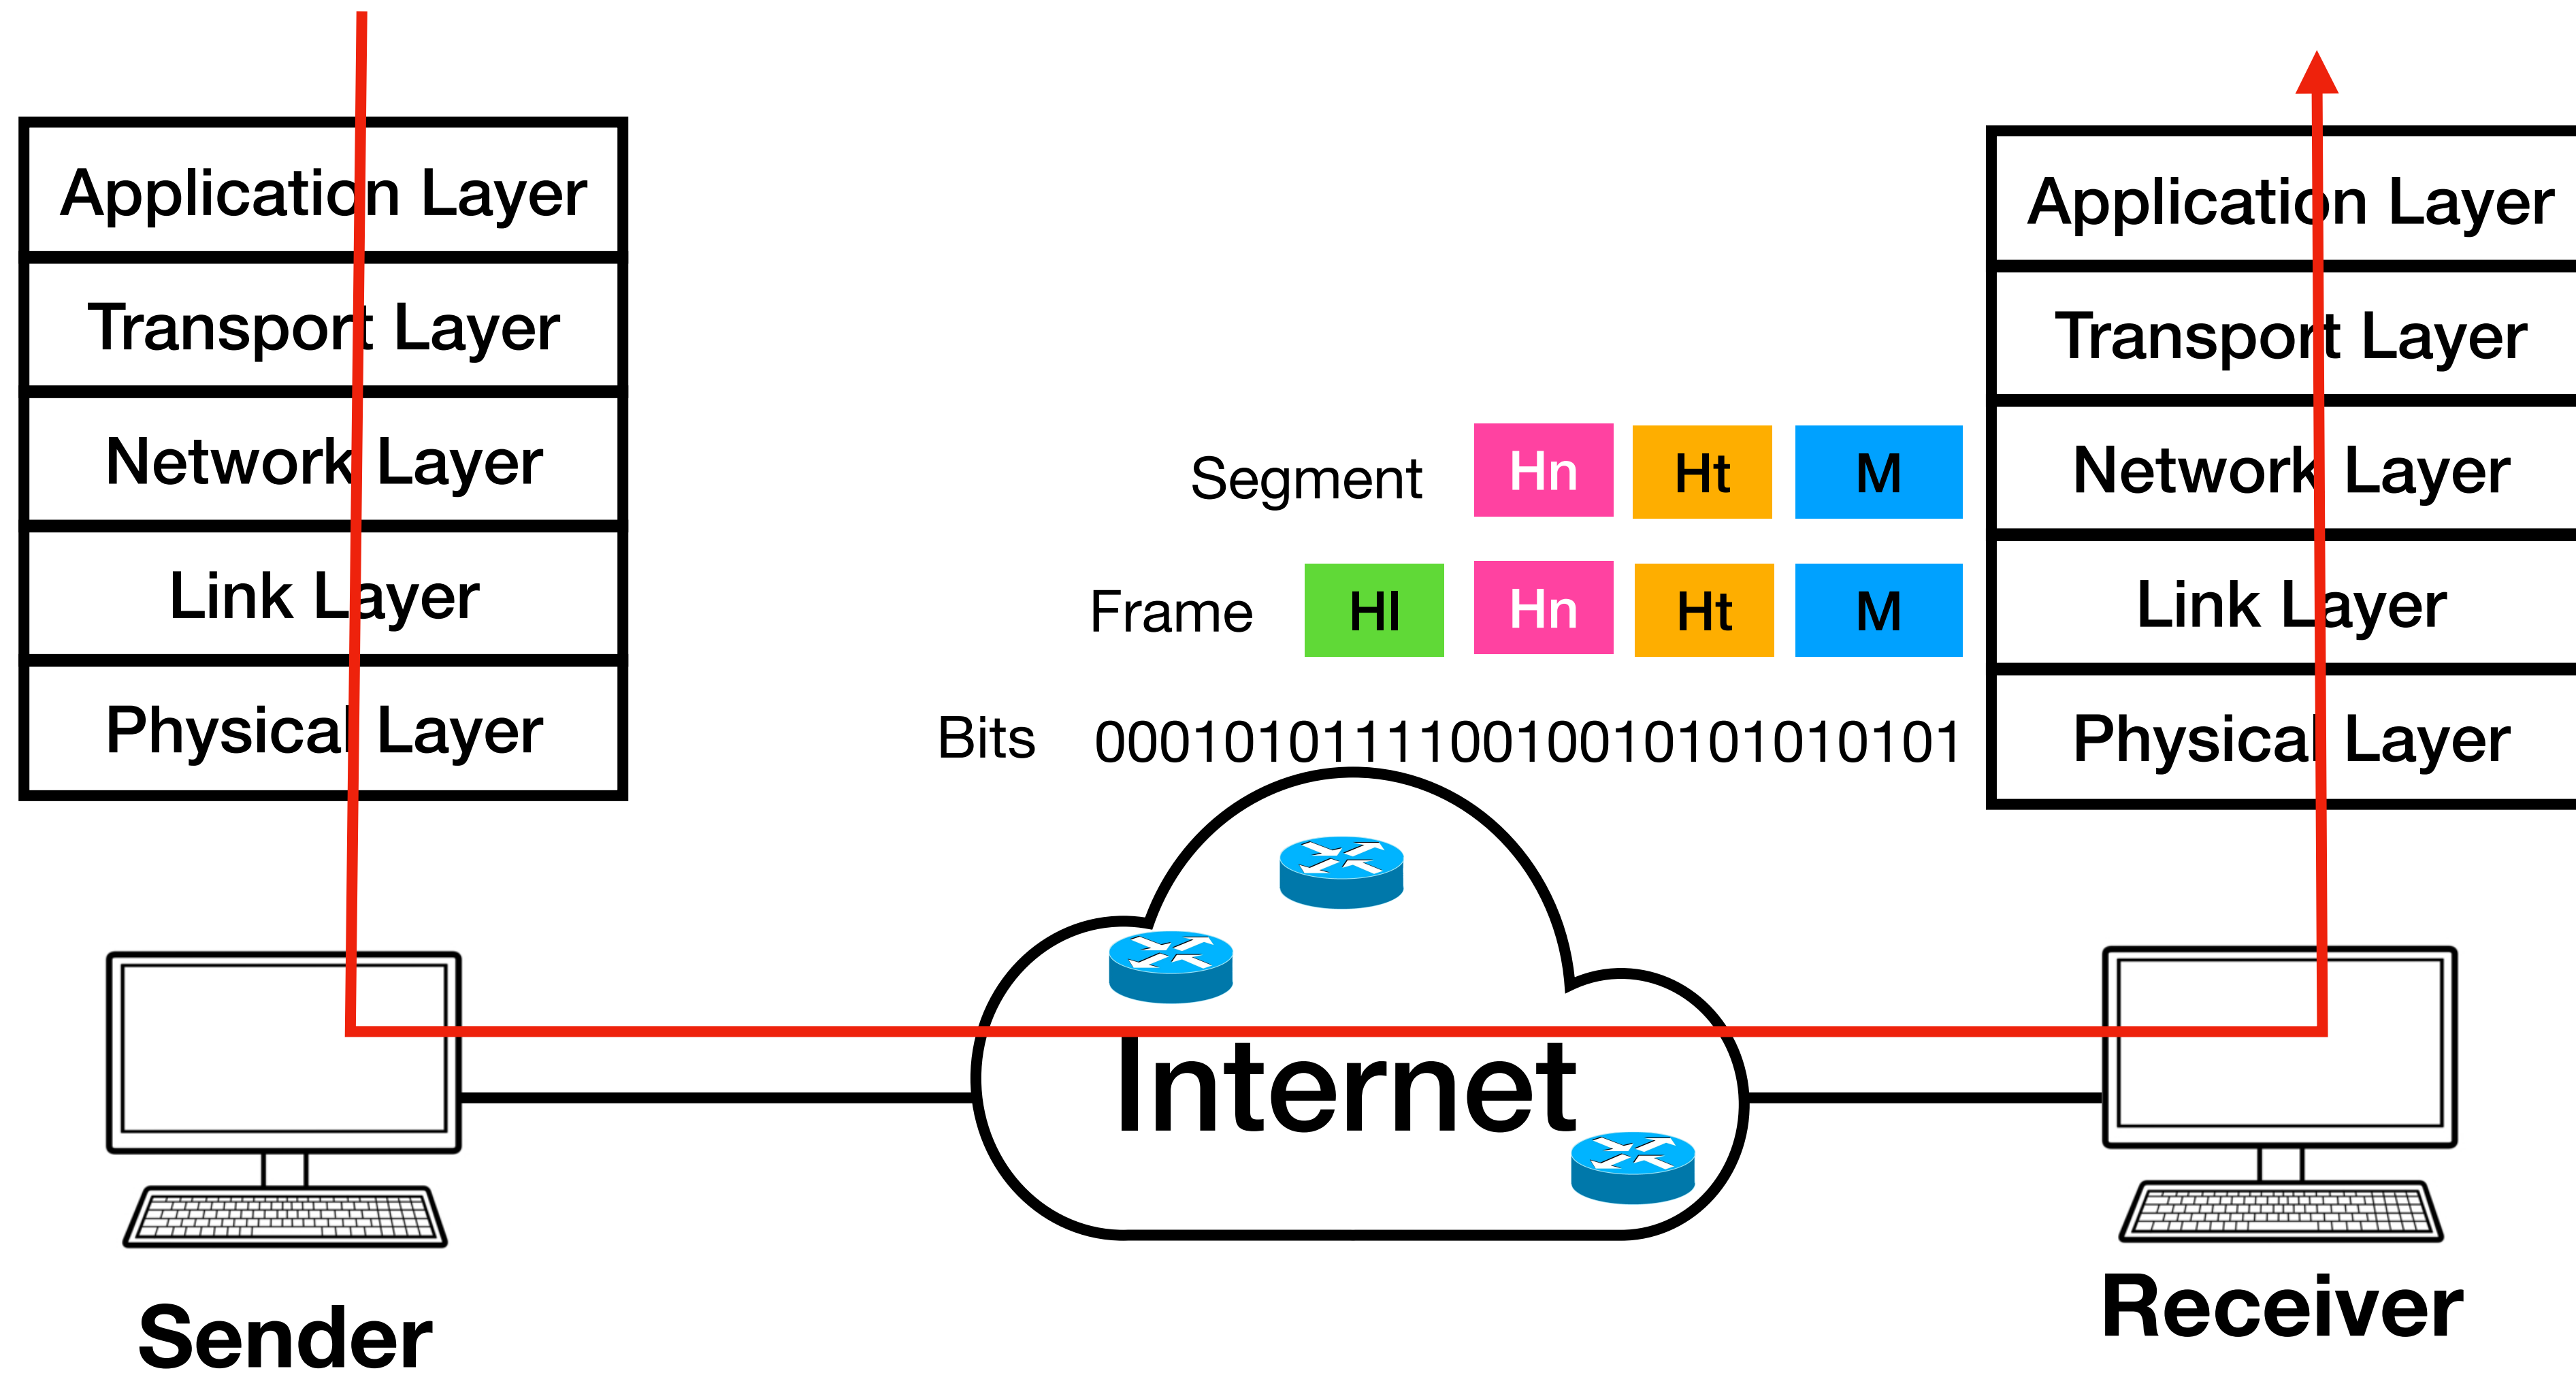 Application Layer
Transport Layer
Network Layer
Link Layer
Physical Layer
Segment Hn Ht M
Frame Hl Hn Ht M
Bits 000101011111001001010101010101
Application Layer
Transport Layer
Network Layer
Link Layer
Physical Layer
Internet
Sender
Receiver